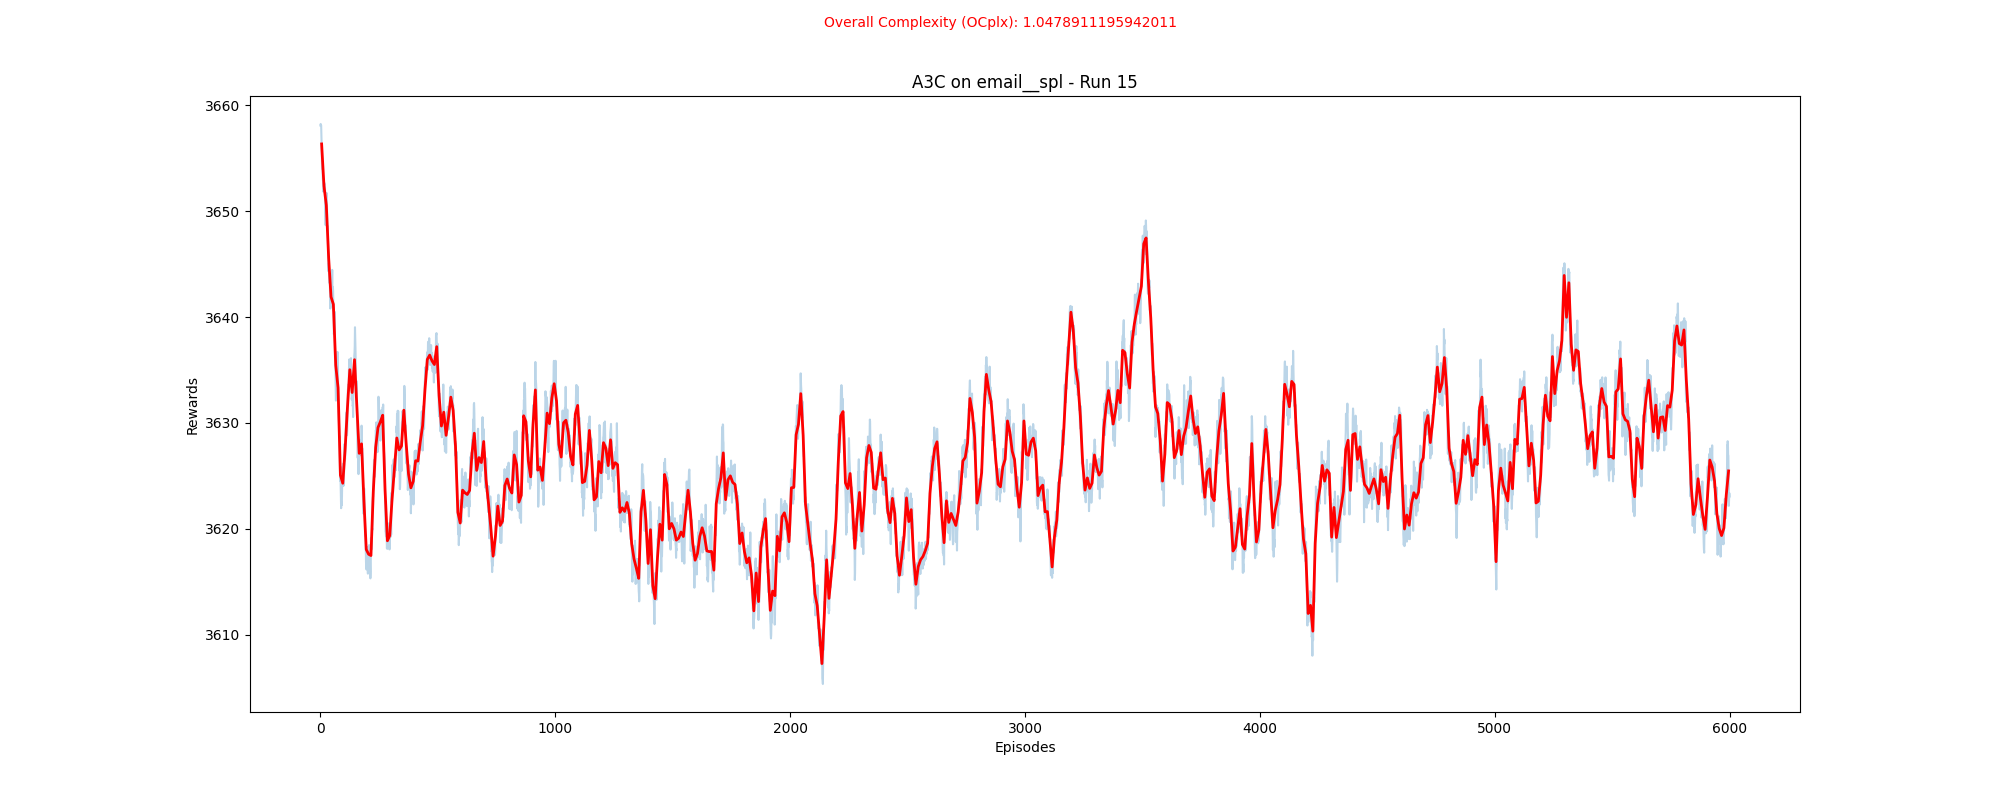 Overall Complexity (OCplx): 1.0478911195942011
A3C on email__spl - Run 15
3660
3650
3640
3630
3620
3610
Rewards
0 1000 2000 3000 4000 5000 6000
Episodes